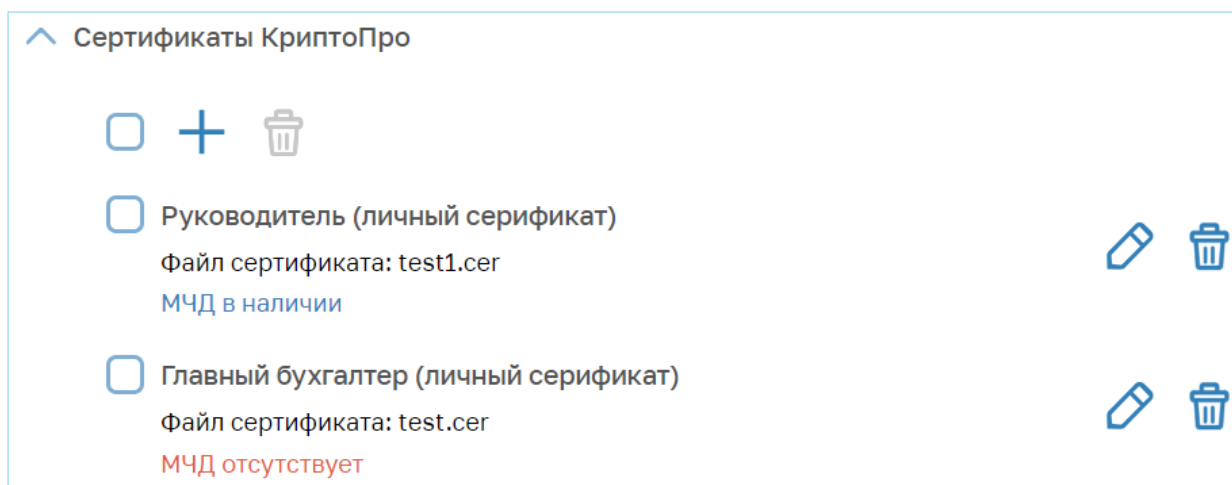 Сертификаты КриптоПро
Руководитель (личный серификат)
Файл сертификата: test1.cer
МЧД в наличии
Главный бухгалтер (личный серификат)
Файл сертификата: test.cer
МЧД отсутствует